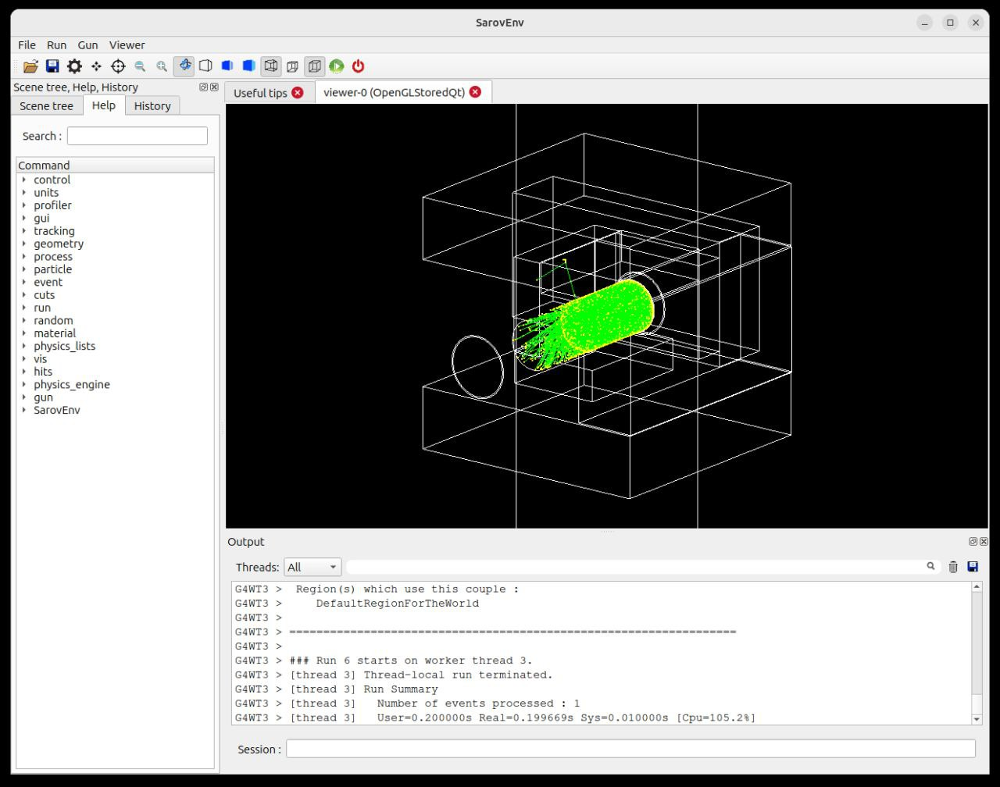 SarovEnv
File Run Gun Viewer
Scene tree, Help, History
Scene tree Help History
Search :
Command
control
units
profiler
gui
tracking
geometry
process
particle
event
cuts
run
random
material
physics_lists
vis
hits
physics_engine
gun
SarovEnv
Useful tips viewer-0 (OpenGLStoredQt)
Output
Threads: All
G4WT3 > Region(s) which use this couple :
G4WT3 > DefaultRegionForTheWorld
G4WT3 >
G4WT3 > ==================================================================
G4WT3 >
G4WT3 > ### Run 6 starts on worker thread 3.
G4WT3 > [thread 3] Thread-local run terminated.
G4WT3 > [thread 3] Run Summary
G4WT3 > [thread 3] Number of events processed : 1
G4WT3 > [thread 3] User=0.200000s Real=0.199669s Sys=0.010000s [Cpu=105.2%]
Session :